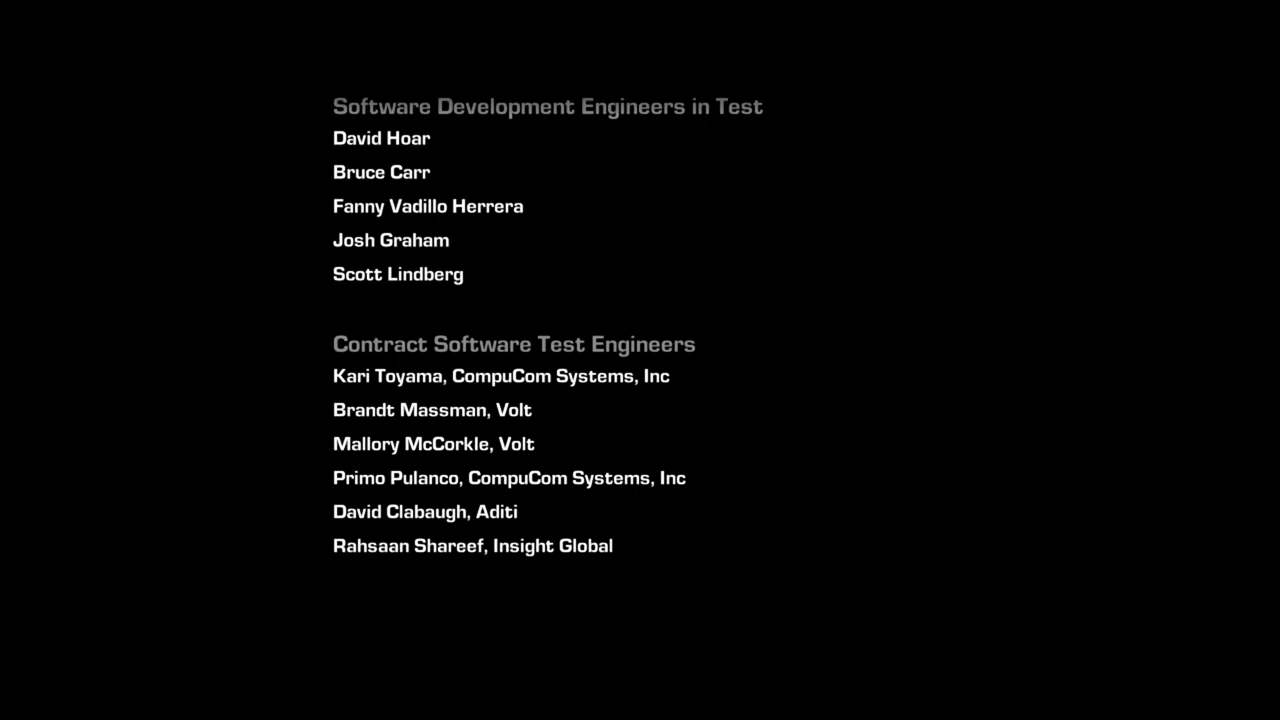 Software Development Engineers in Test
David Hoar
Bruce Carr
Fanny Vadillo Herrera
Josh Graham
Scott Lindberg
Contract Software Test Engineers
Kari Toyama, CompuCom Systems, Inc
Brandt Massman, Volt
Mallory McCorkle, Volt
Primo Pulanco, CompuCom Systems, Inc
David Clabaugh, Aditi
Rahsaan Shareef, Insight Global